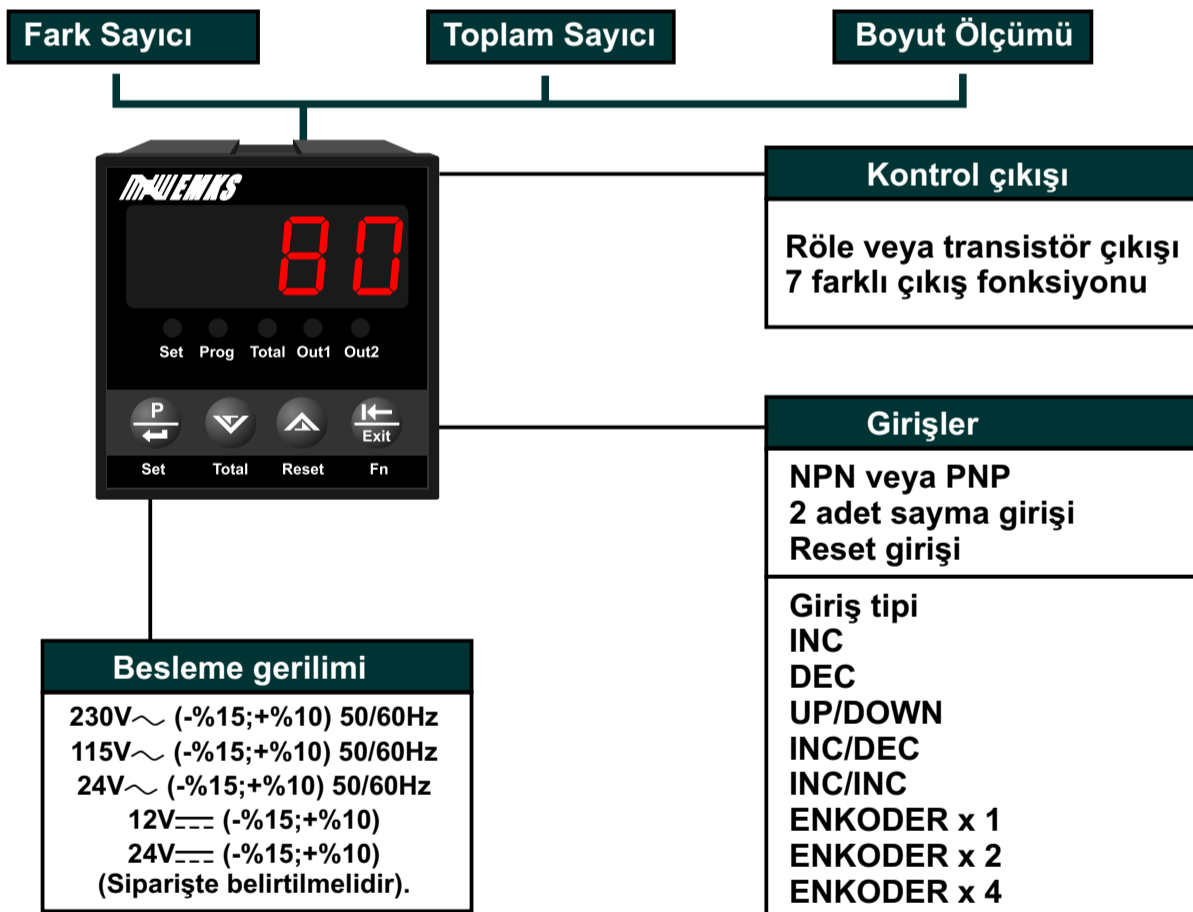 Fark Sayıcı
Toplam Sayıcı
Boyut Ölçümü
EMKS
80
Set Prog Total Out1 Out2
P
Exit
Set Total Reset Fn
Kontrol çıkışı
Röle veya transistör çıkışı
7 farklı çıkış fonksiyonu
Girişler
NPN veya PNP
2 adet sayma girişi
Reset girişi
Giriş tipi
INC
DEC
UP/DOWN
INC/DEC
INC/INC
ENKODER x 1
ENKODER x 2
ENKODER x 4
Besleme gerilimi
230V~ (-%15;+%10) 50/60Hz
115V~ (-%15;+%10) 50/60Hz
24V~ (-%15;+%10) 50/60Hz
12V⎓ (-%15;+%10)
24V⎓ (-%15;+%10)
(Siparişte belirtilmelidir).